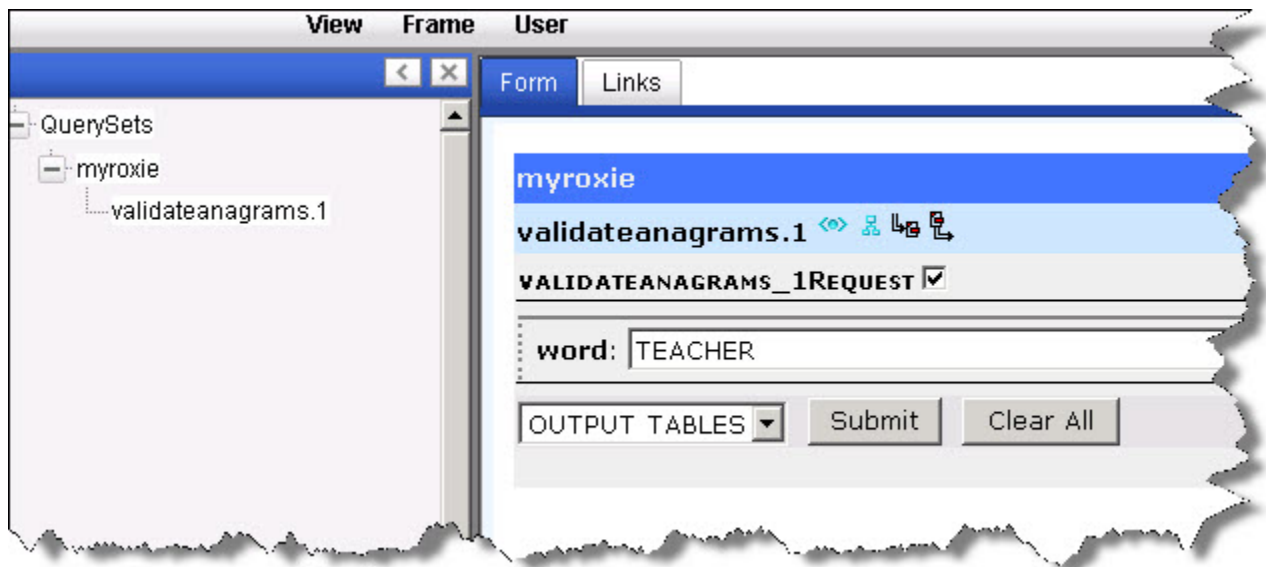 View Frame User
Form Links
QuerySets
myroxie
validateanagrams.1
myroxie
validateanagrams.1
VALIDATEANAGRAMS_1REQUEST
word: TEACHER
OUTPUT TABLES Submit Clear All